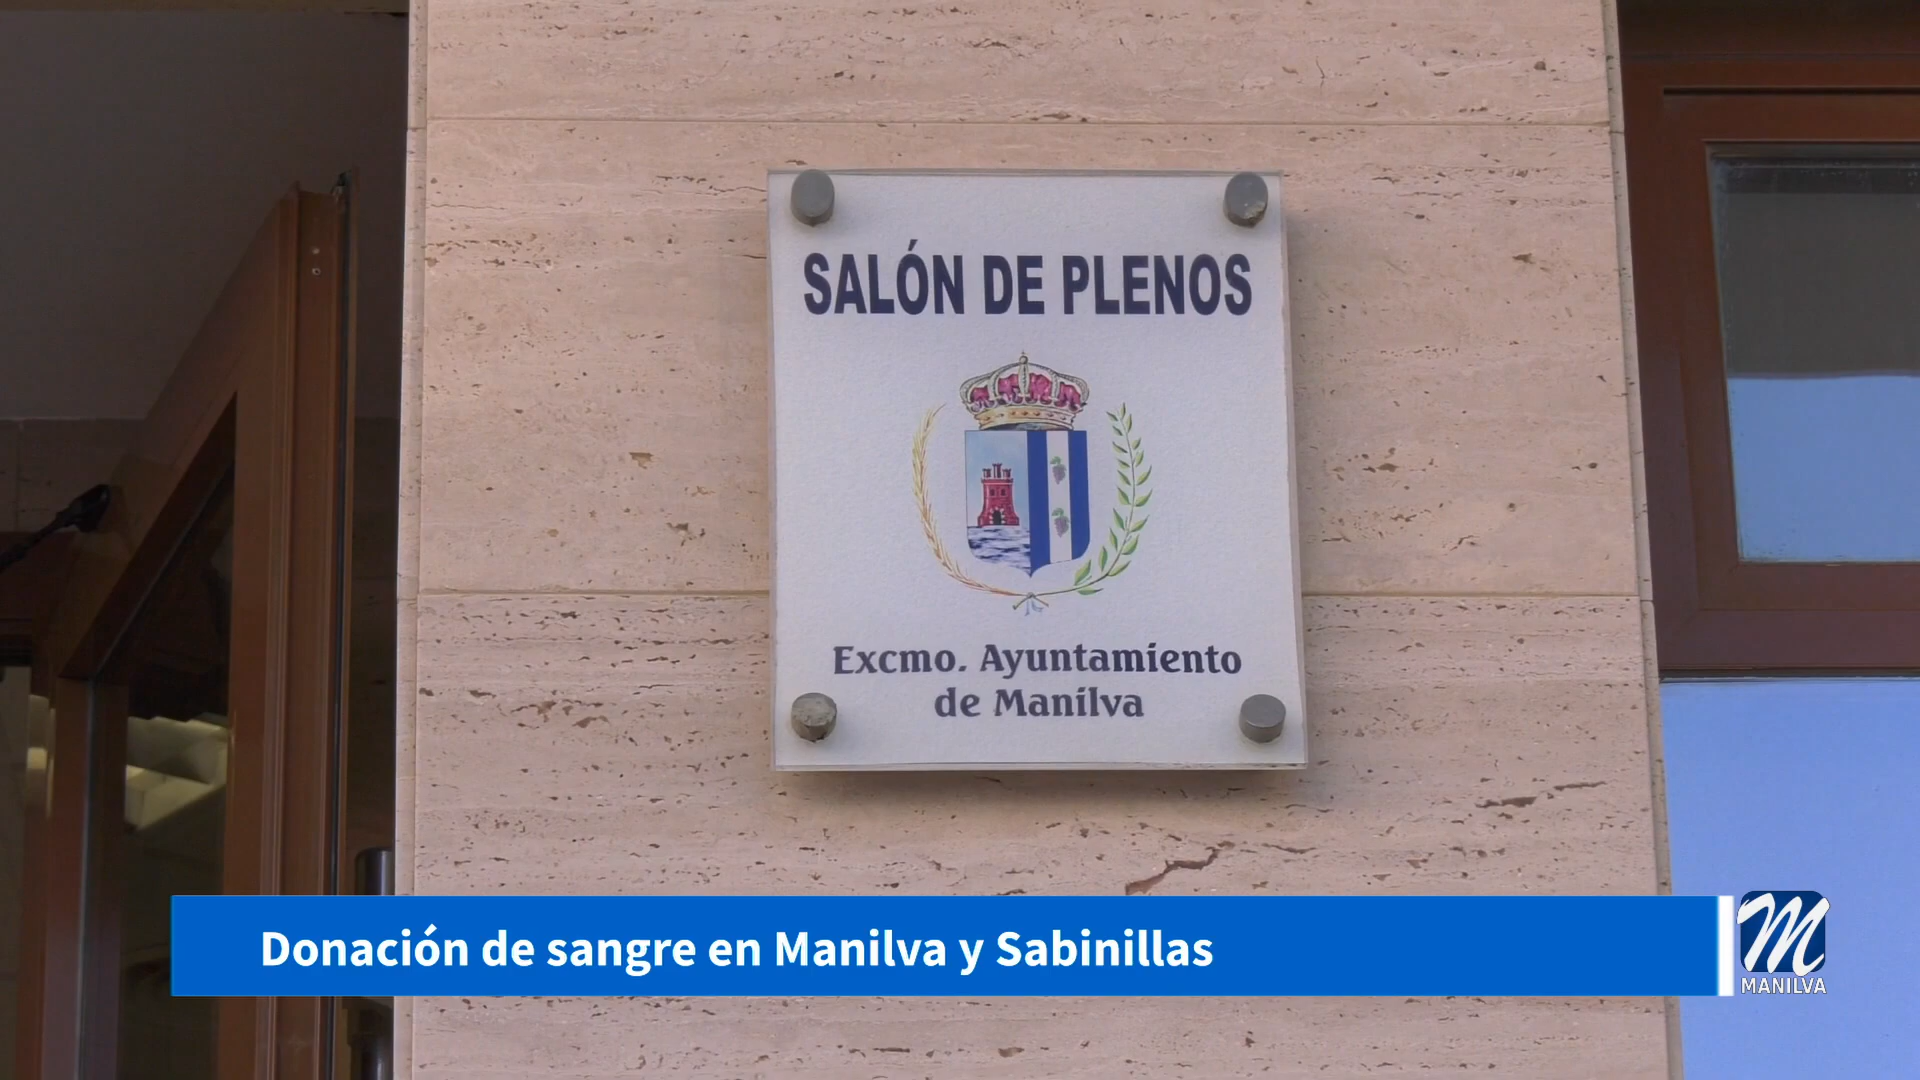 SALÓN DE PLENOS
Excmo. Ayuntamiento
de Manilva
Donación de sangre en Manilva y Sabinillas
M
MANILVA